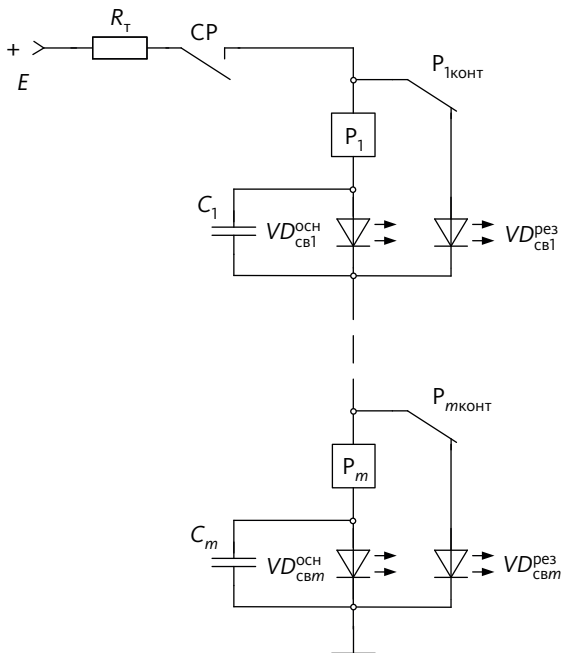 Rт
СР
+
E
P1конт
P1
C1
VDосн св1
VDрез св1
Pmконт
Pm
Cm
VDосн свm
VDрез свm